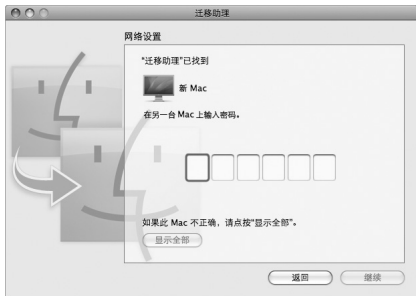 迁移助理
网络设置
“迁移助理”已找到
新 Mac
在另一台 Mac 上输入密码。
如果此 Mac 不正确，请点按“显示全部”。
显示全部
返回
继续